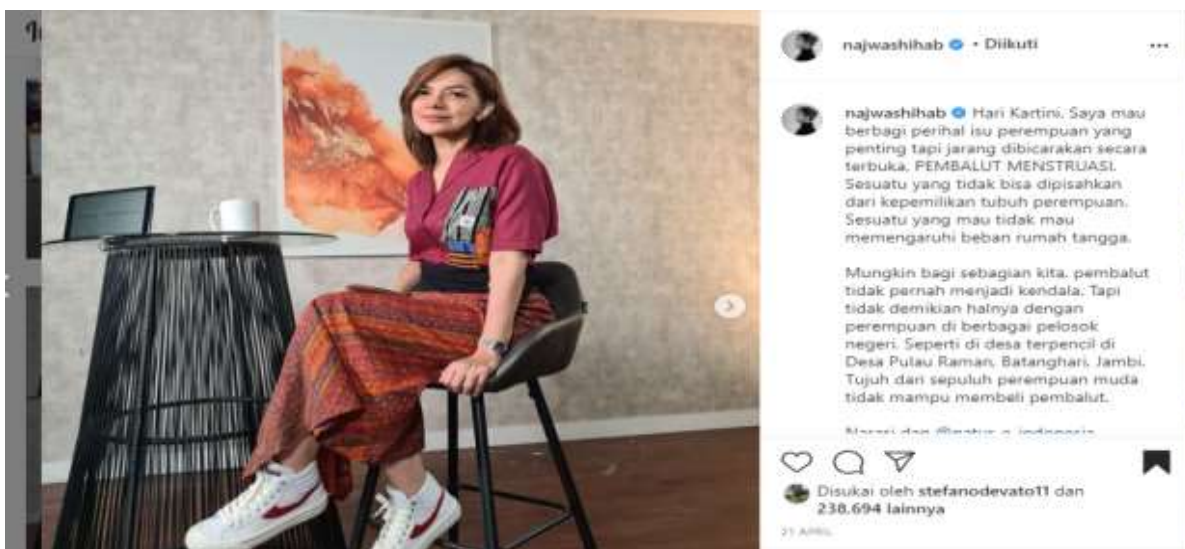 najwashihab • Diikuti
najwashihab Hari Kartini. Saya mau
berbagi perihal isu perempuan yang
penting tapi jarang dibicarakan secara
terbuka, PEMBALUT MENSTRUASI.
Sesuatu yang tidak bisa dipisahkan
dari kepemilikan tubuh perempuan.
Sesuatu yang mau tidak mau
memengaruhi beban rumah tangga.
Mungkin bagi sebagian kita, pembalut
tidak pernah menjadi kendala. Tapi
tidak demikian halnya dengan
perempuan di berbagai pelosok
negeri. Seperti di desa terpencil di
Desa Pulau Raman, Batanghari, Jambi.
Tujuh dari sepuluh perempuan muda
tidak mampu membeli pembalut.
Narasi dan @natur_e_indonesia
Disukai oleh stefanodevato11 dan
238.694 lainnya
21 APRIL